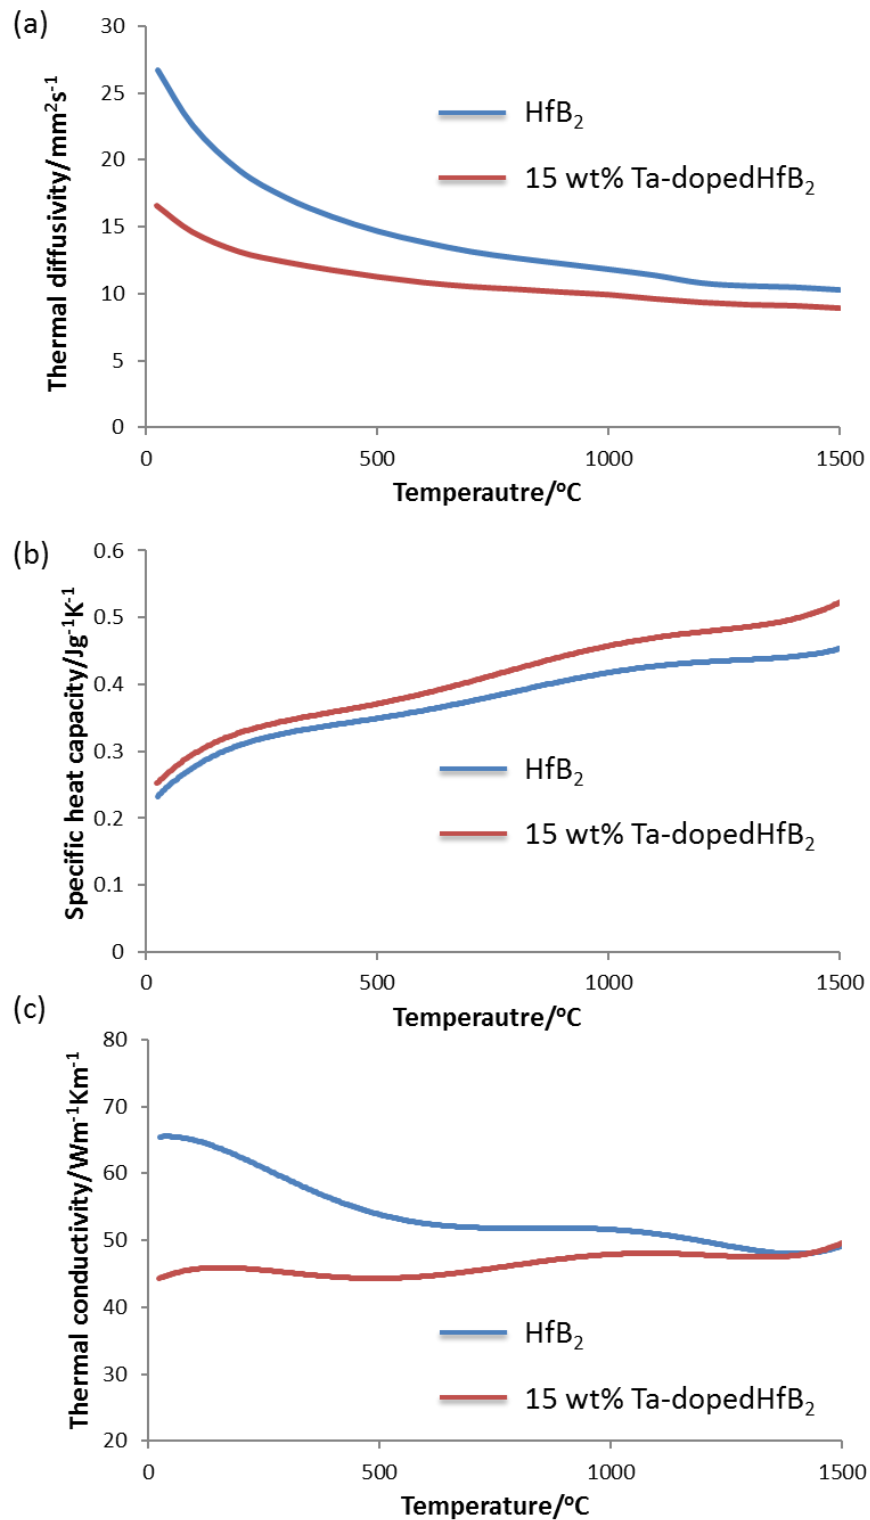 (a)
Thermal diffusivity/mm²s⁻¹
30
25
20
15
10
5
0
HfB₂
15 wt% Ta-dopedHfB₂
0 500 1000 1500
Temperautre/ᵒC
(b)
Specific heat capacity/Jg⁻¹K⁻¹
0.6
0.5
0.4
0.3
0.2
0.1
0
HfB₂
15 wt% Ta-dopedHfB₂
0 500 1000 1500
Temperautre/ᵒC
(c)
Thermal conductivity/Wm⁻¹Km⁻¹
80
70
60
50
40
30
20
HfB₂
15 wt% Ta-dopedHfB₂
0 500 1000 1500
Temperature/ᵒC